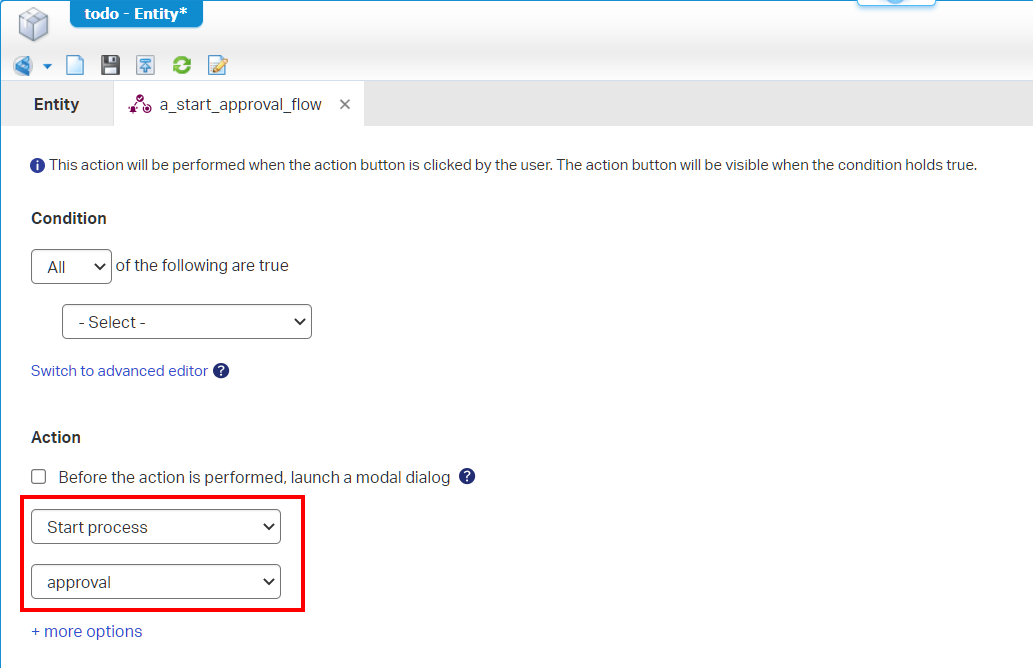 todo - Entity*
Entity
a_start_approval_flow
This action will be performed when the action button is clicked by the user. The action button will be visible when the condition holds true.
Condition
All of the following are true
- Select -
Switch to advanced editor ?
Action
Before the action is performed, launch a modal dialog ?
Start process
approval
+ more options